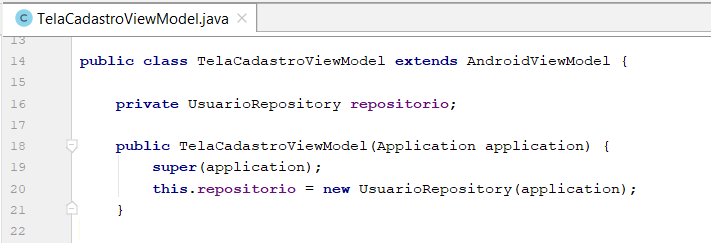 TelaCadastroViewModel.java
13
14 public class TelaCadastroViewModel extends AndroidViewModel {
15
16 private UsuarioRepository repositorio;
17
18 public TelaCadastroViewModel(Application application) {
19 super(application);
20 this.repositorio = new UsuarioRepository(application);
21 }
22